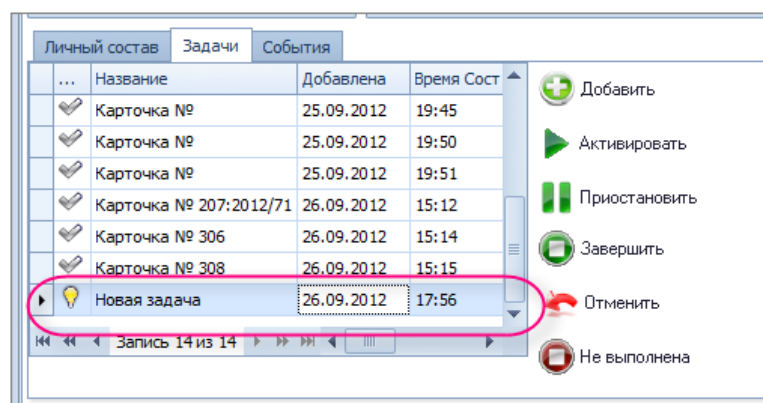 Личный состав Задачи События
... Название Добавлена Время Сост
Карточка № 25.09.2012 19:45
Карточка № 25.09.2012 19:50
Карточка № 25.09.2012 19:51
Карточка № 207:2012/71 26.09.2012 15:12
Карточка № 306 26.09.2012 15:14
Карточка № 308 26.09.2012 15:15
Новая задача 26.09.2012 17:56
Запись 14 из 14
Добавить
Активировать
Приостановить
Завершить
Отменить
Не выполнена